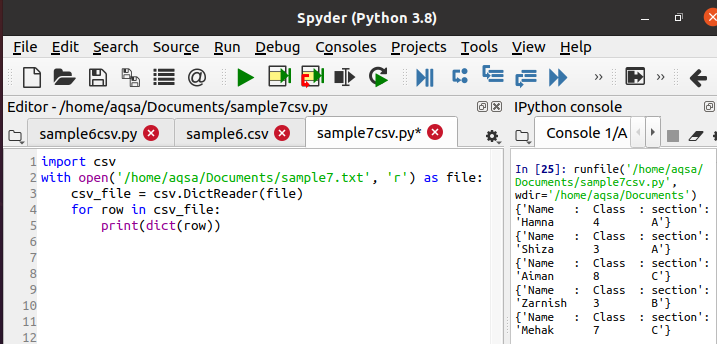 Spyder (Python 3.8)
File Edit Search Source Run Debug Consoles Projects Tools View Help
@ » »
Editor - /home/aqsa/Documents/sample7csv.py
sample6csv.py sample6.csv sample7csv.py*
1 import csv
2 with open('/home/aqsa/Documents/sample7.txt', 'r') as file:
3     csv_file = csv.DictReader(file)
4     for row in csv_file:
5         print(dict(row))
6
7
8
9
10
11
12
IPython console
Console 1/A
In [25]: runfile('/home/aqsa/
Documents/sample7csv.py',
wdir='/home/aqsa/Documents')
{'Name   :  Class  : section':
'Hamna    4       A'}
{'Name   :  Class  : section':
'Shiza    3       A'}
{'Name   :  Class  : section':
'Aiman    8       C'}
{'Name   :  Class  : section':
'Zarnish   3       B'}
{'Name   :  Class  : section':
'Mehak    7       C'}